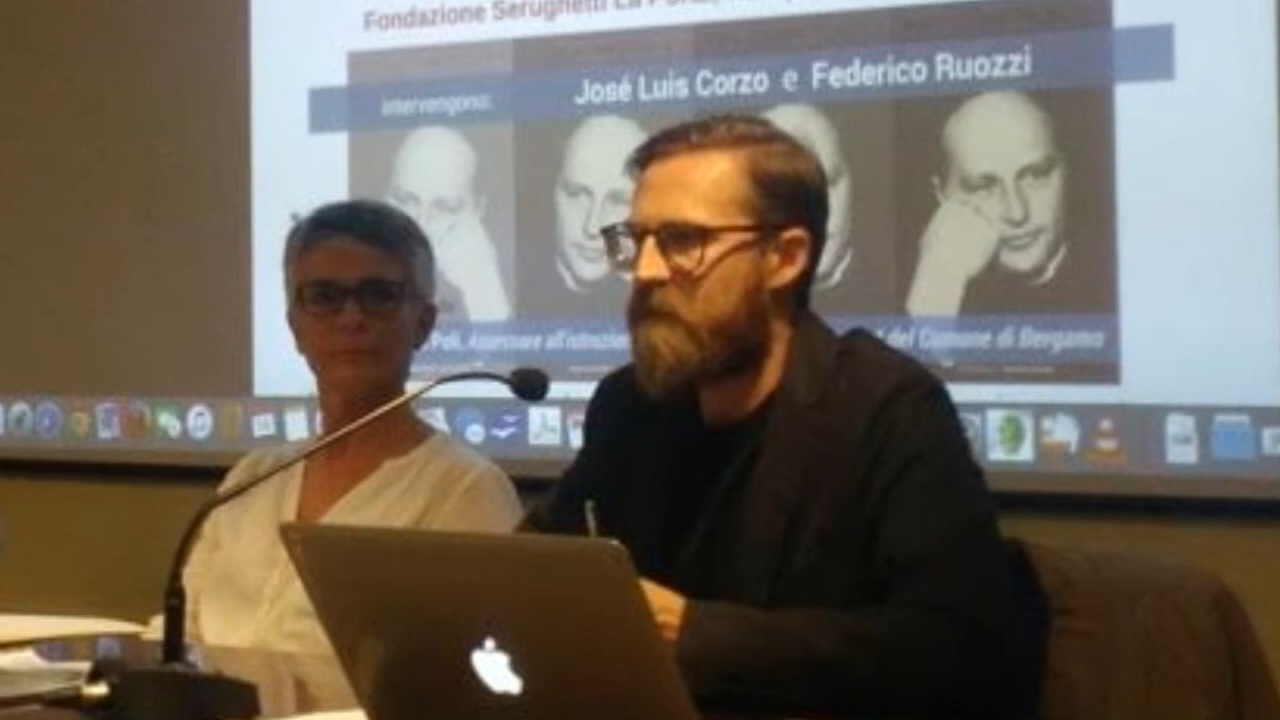 Fondazione Serughetti La Porta,
intervengono: José Luis Corzo e Federico Ruozzi
Poli, Assessore all'istruzione del Comune di Bergamo